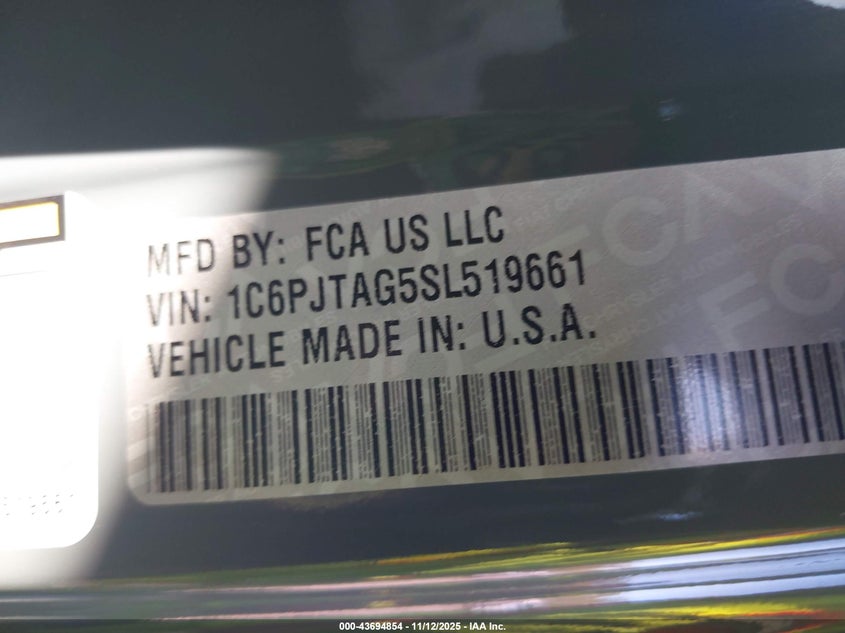 MFD BY: FCA US LLC
VIN: 1C6PJTAG5SL519661
VEHICLE MADE IN: U.S.A.
000-43694854 - 11/12/2025 - IAA Inc.